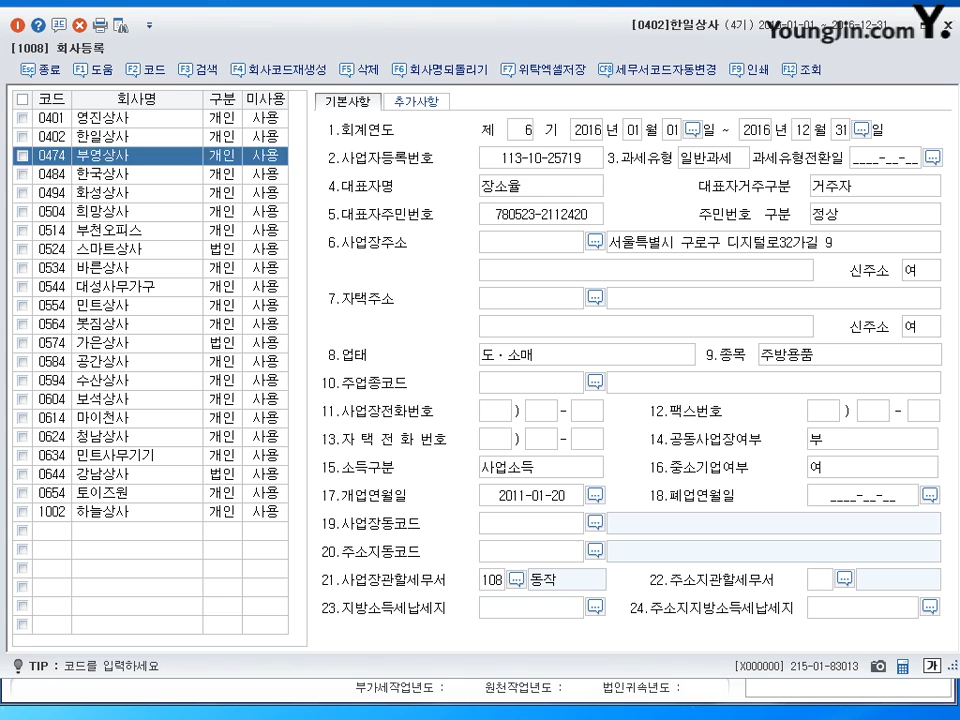 [0402]한일상사 (4기) 2016-01-01 ~ 2016-12-31
YoungJin.com Y.
[1008] 회사등록
Esc 종료 F1 도움 F2 코드 F3 검색 F4 회사코드재생성 F5 삭제 F6 회사명되돌리기 F7 위탁엑셀저장 CF8 세무서코드자동변경 F9 인쇄 F12 조회
코드 회사명 구분 미사용
0401 영진상사 개인 사용
0402 한일상사 개인 사용
0474 부영상사 개인 사용
0484 한국상사 개인 사용
0494 화성상사 개인 사용
0504 희망상사 개인 사용
0514 부천오피스 개인 사용
0524 스마트상사 법인 사용
0534 바른상사 개인 사용
0544 대성사무가구 개인 사용
0554 민트상사 개인 사용
0564 봇짐상사 개인 사용
0574 가은상사 법인 사용
0584 공간상사 개인 사용
0594 수산상사 개인 사용
0604 보석상사 개인 사용
0614 마이천사 개인 사용
0624 청남상사 개인 사용
0634 민트사무기기 개인 사용
0644 강남상사 법인 사용
0654 토이즈원 개인 사용
1002 하늘상사 개인 사용
기본사항 추가사항
1.회계연도 제 6 기 2016 년 01 월 01 일 ~ 2016 년 12 월 31 일
2.사업자등록번호 113-10-25719 3.과세유형 일반과세 과세유형전환일 ____-__-__
4.대표자명 장소율 대표자거주구분 거주자
5.대표자주민번호 780523-2112420 주민번호 구분 정상
6.사업장주소 서울특별시 구로구 디지털로32가길 9
신주소 여
7.자택주소
신주소 여
8.업태 도·소매 9.종목 주방용품
10.주업종코드
11.사업장전화번호 ) - 12.팩스번호 ) -
13.자 택 전 화 번호 ) - 14.공동사업장여부 부
15.소득구분 사업소득 16.중소기업여부 여
17.개업연월일 2011-01-20 18.폐업연월일 ____-__-__
19.사업장동코드
20.주소지동코드
21.사업장관할세무서 108 동작 22.주소지관할세무서
23.지방소득세납세지 24.주소지지방소득세납세지
TIP : 코드를 입력하세요
[X000000] 215-01-83013 가
부가세작업년도 : 원천작업년도 : 법인귀속년도 :